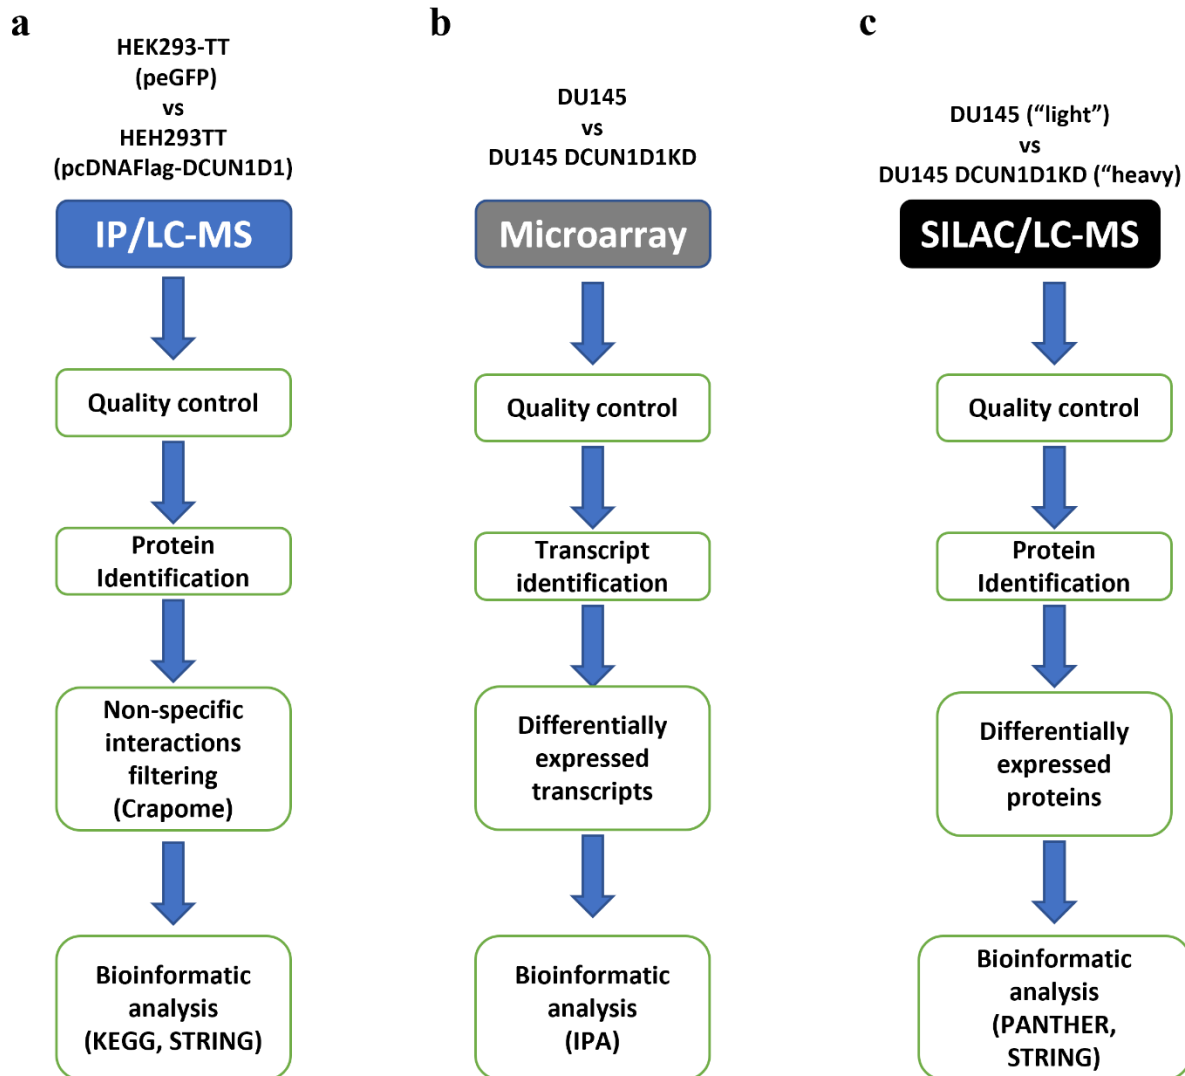 a
HEK293-TT
(peGFP)
vs
HEH293TT
(pcDNAFlag-DCUN1D1)
IP/LC-MS
Quality control
Protein
Identification
Non-specific
interactions
filtering
(Crapome)
Bioinformatic
analysis
(KEGG, STRING)
b
DU145
vs
DU145 DCUN1D1KD
Microarray
Quality control
Transcript
identification
Differentially
expressed
transcripts
Bioinformatic
analysis
(IPA)
c
DU145 (“light”)
vs
DU145 DCUN1D1KD (“heavy)
SILAC/LC-MS
Quality control
Protein
Identification
Differentially
expressed
proteins
Bioinformatic
analysis
(PANTHER,
STRING)